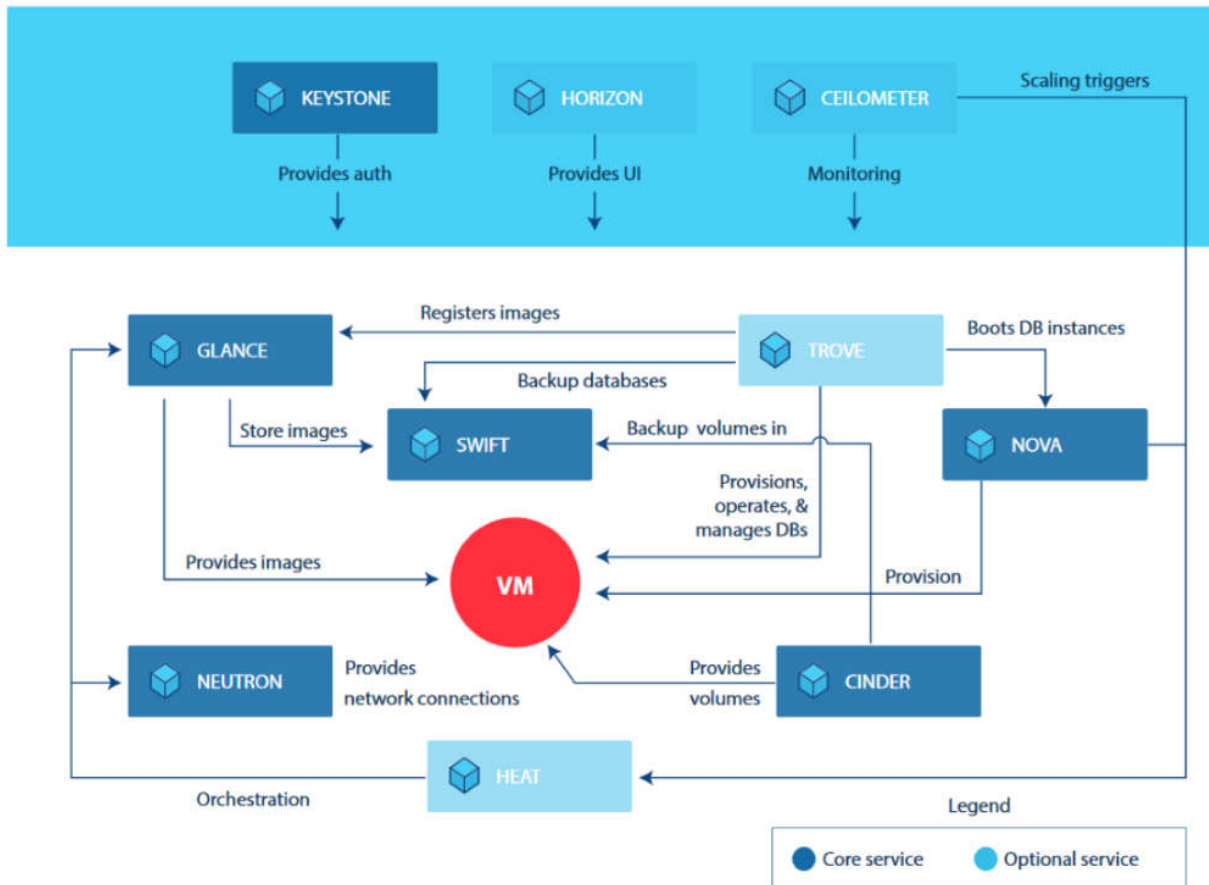 KEYSTONE
HORIZON
CEILOMETER
Scaling triggers
Provides auth
Provides UI
Monitoring
Registers images
Boots DB instances
GLANCE
TROVE
Backup databases
Store images
SWIFT
Backup volumes in
NOVA
Provisions,
operates, &
manages DBs
Provides images
VM
Provision
NEUTRON
Provides
network connections
Provides
volumes
CINDER
HEAT
Orchestration
Legend
Core service
Optional service